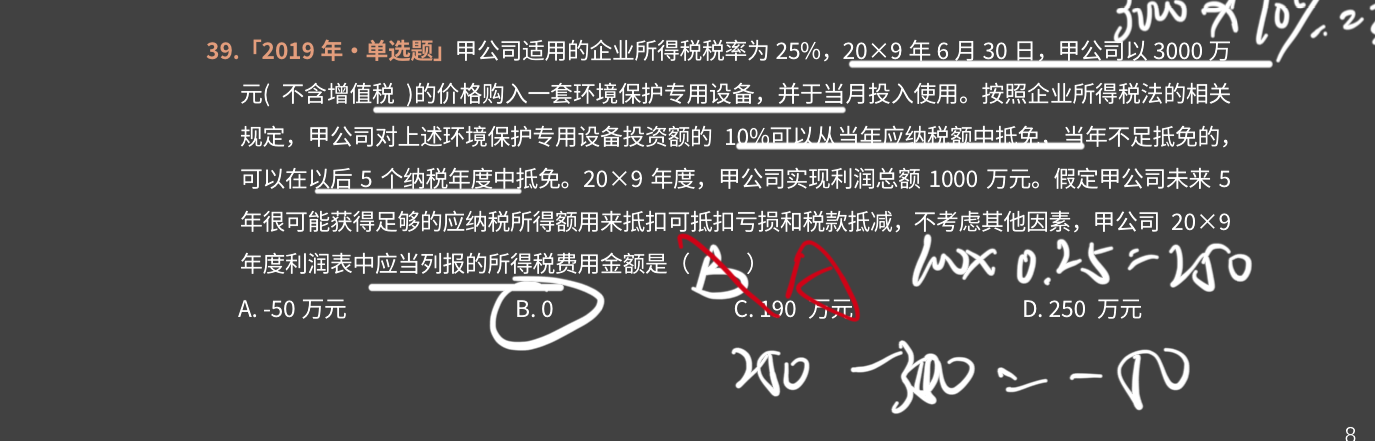 3000 × 10%
39.「2019 年·单选题」甲公司适用的企业所得税税率为 25%，20×9 年 6 月 30 日，甲公司以 3000 万
元( 不含增值税 )的价格购入一套环境保护专用设备，并于当月投入使用。按照企业所得税法的相关
规定，甲公司对上述环境保护专用设备投资额的 10%可以从当年应纳税额中抵免，当年不足抵免的，
可以在以后 5 个纳税年度中抵免。20×9 年度，甲公司实现利润总额 1000 万元。假定甲公司未来 5
年很可能获得足够的应纳税所得额用来抵扣可抵扣亏损和税款抵减，不考虑其他因素，甲公司 20×9
年度利润表中应当列报的所得税费用金额是（ B ） A
× 0.25 = 250
A. -50 万元 B. 0 C. 190 万元 D. 250 万元
250 - 300 = - 50
8